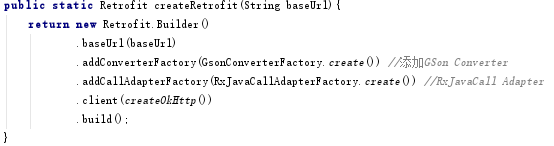 public static Retrofit createRetrofit(String baseUrl){
return new Retrofit.Builder()
.baseUrl(baseUrl)
.addConverterFactory(GsonConverterFactory.create()) //添加GSon Converter
.addCallAdapterFactory(RxJavaCallAdapterFactory.create()) //RxJavaCall Adapter
.client(createOkHttp())
.build();
}